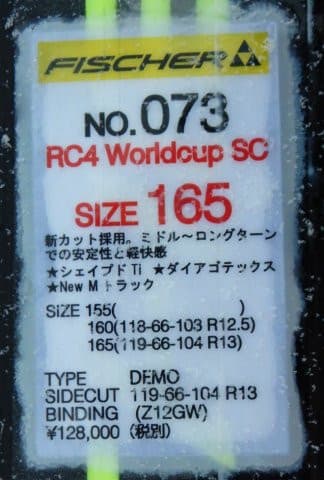 FISCHER
NO.073
RC4 Worldcup SC
SIZE 165
新カット採用。ミドル～ロングターン
での安定性と軽快感
★シェイプドTi ★ダイアゴテックス
★New Mトラック
SIZE 155( )
160(118-66-103 R12.5)
165(119-66-104 R13)
TYPE DEMO
SIDECUT 119-66-104 R13
BINDING (Z12GW)
¥128,000 (税別)